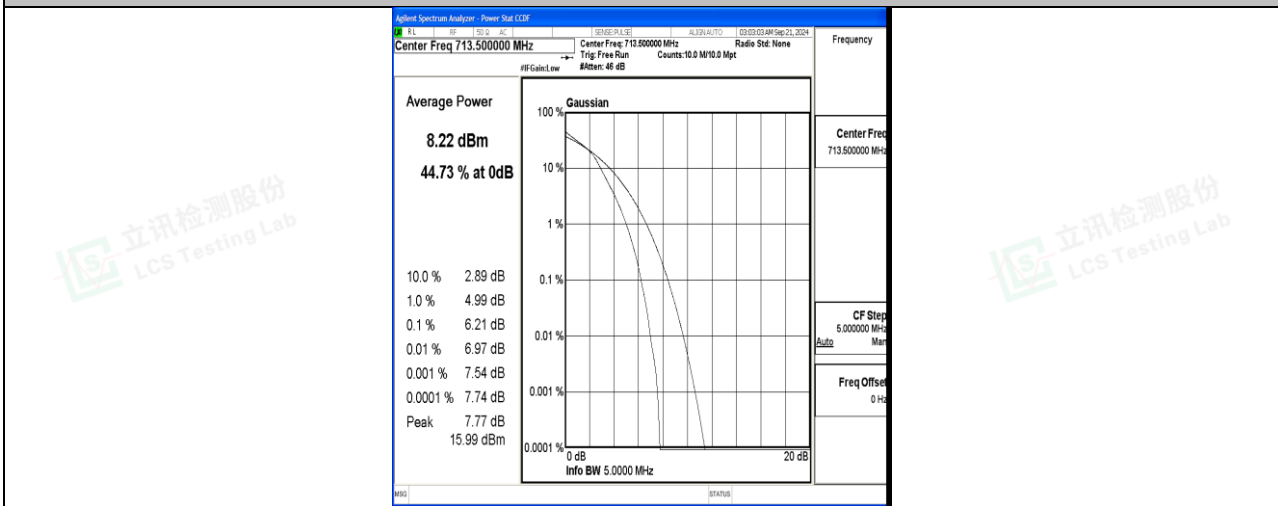 Agilent Spectrum Analyzer - Power Stat CCDF
RL RF 50 Ω AC SENSE:PULSE ALIGN AUTO 03:03:03 AM Sep 21, 2024
Center Freq 713.500000 MHz
Center Freq: 713.500000 MHz Radio Std: None
Trig: Free Run Counts:10.0 M/10.0 Mpt
#IFGain:Low #Atten: 46 dB
Frequency
Average Power
8.22 dBm
44.73 % at 0dB
10.0 % 2.89 dB
1.0 % 4.99 dB
0.1 % 6.21 dB
0.01 % 6.97 dB
0.001 % 7.54 dB
0.0001 % 7.74 dB
Peak 7.77 dB
15.99 dBm
Gaussian
100 %
10 %
1 %
0.1 %
0.01 %
0.001 %
0.0001 %
0 dB 20 dB
Info BW 5.0000 MHz
Center Freq
713.500000 MHz
CF Step
5.000000 MHz
Auto Man
Freq Offset
0 Hz
MSG STATUS
立讯检测股份
LCS Testing Lab
立讯检测股份
LCS Testing Lab